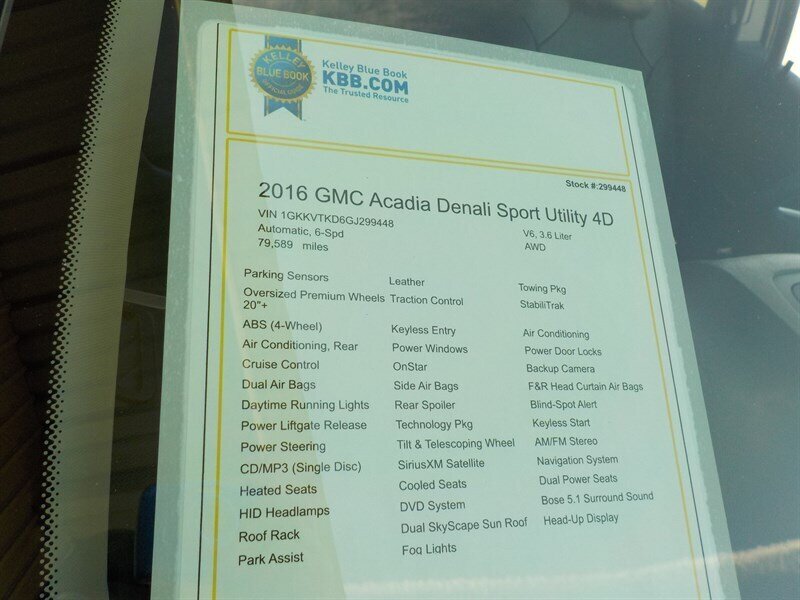 KELLEY
BLUE BOOK
OFFICIAL GUIDE
Kelley Blue Book
KBB.COM
The Trusted Resource
Stock #:299448
2016 GMC Acadia Denali Sport Utility 4D
VIN 1GKKVTKD6GJ299448
Automatic, 6-Spd
79,589 miles
V6, 3.6 Liter
AWD
Parking Sensors
Oversized Premium Wheels
20"+
ABS (4-Wheel)
Air Conditioning, Rear
Cruise Control
Dual Air Bags
Daytime Running Lights
Power Liftgate Release
Power Steering
CD/MP3 (Single Disc)
Heated Seats
HID Headlamps
Roof Rack
Park Assist
Leather
Traction Control
Keyless Entry
Power Windows
OnStar
Side Air Bags
Rear Spoiler
Technology Pkg
Tilt & Telescoping Wheel
SiriusXM Satellite
Cooled Seats
DVD System
Dual SkyScape Sun Roof
Fog Lights
Towing Pkg
StabiliTrak
Air Conditioning
Power Door Locks
Backup Camera
F&R Head Curtain Air Bags
Blind-Spot Alert
Keyless Start
AM/FM Stereo
Navigation System
Dual Power Seats
Bose 5.1 Surround Sound
Head-Up Display